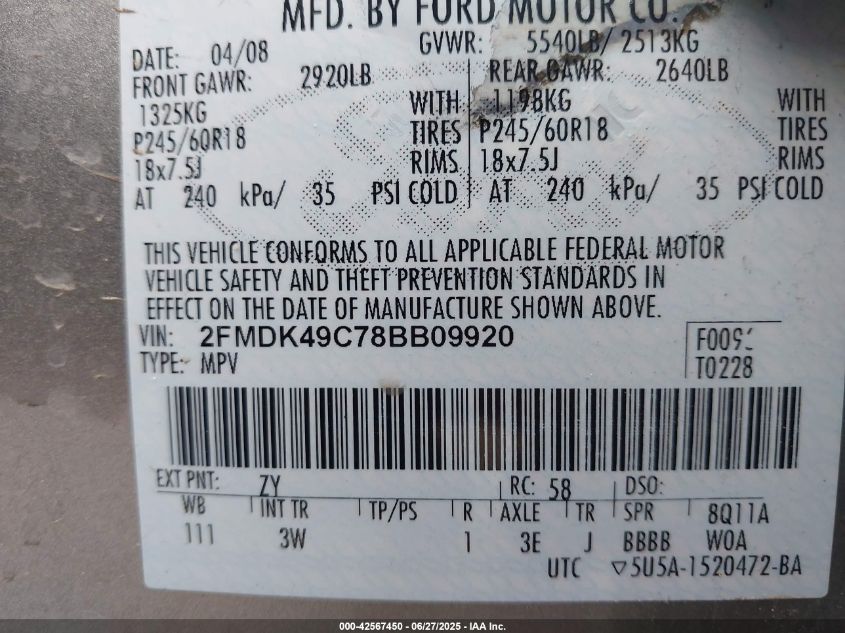 MFD. BY FORD MOTOR CO.
DATE: 04/08 GVWR: 5540LB/ 2513KG
FRONT GAWR: 2920LB REAR GAWR: 2640LB
1325KG WITH 1198KG WITH
P245/60R18 TIRES P245/60R18 TIRES
18x7.5J RIMS 18x7.5J RIMS
AT 240 kPa/ 35 PSI COLD AT 240 kPa/ 35 PSI COLD
THIS VEHICLE CONFORMS TO ALL APPLICABLE FEDERAL MOTOR
VEHICLE SAFETY AND THEFT PREVENTION STANDARDS IN
EFFECT ON THE DATE OF MANUFACTURE SHOWN ABOVE.
VIN: 2FMDK49C78BB09920
TYPE: MPV T0228
EXT PNT: ZY RC: 58 DSO:
WB INT TR TP/PS R AXLE TR SPR 8Q11A
111 3W 1 3E J BBBB WOA
UTC ▽5U5A-1520472-BA
000-42567450 - 06/27/2025 - IAA Inc.